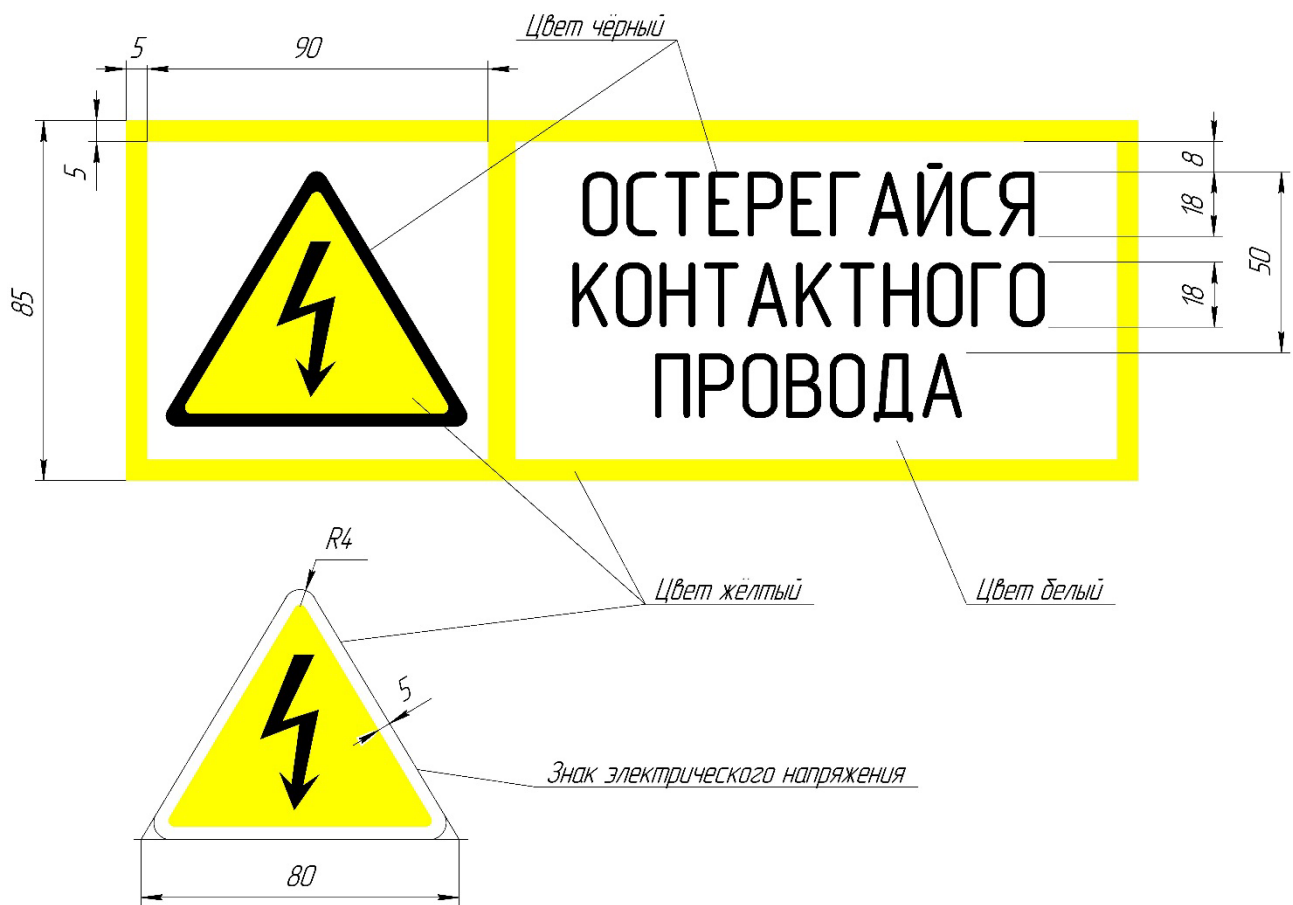 Цвет чёрный
5
90
85
5
ОСТЕРЕГАЙСЯ
КОНТАКТНОГО
ПРОВОДА
8
18
18
50
R4
Цвет жёлтый
Цвет белый
5
Знак электрического напряжения
80